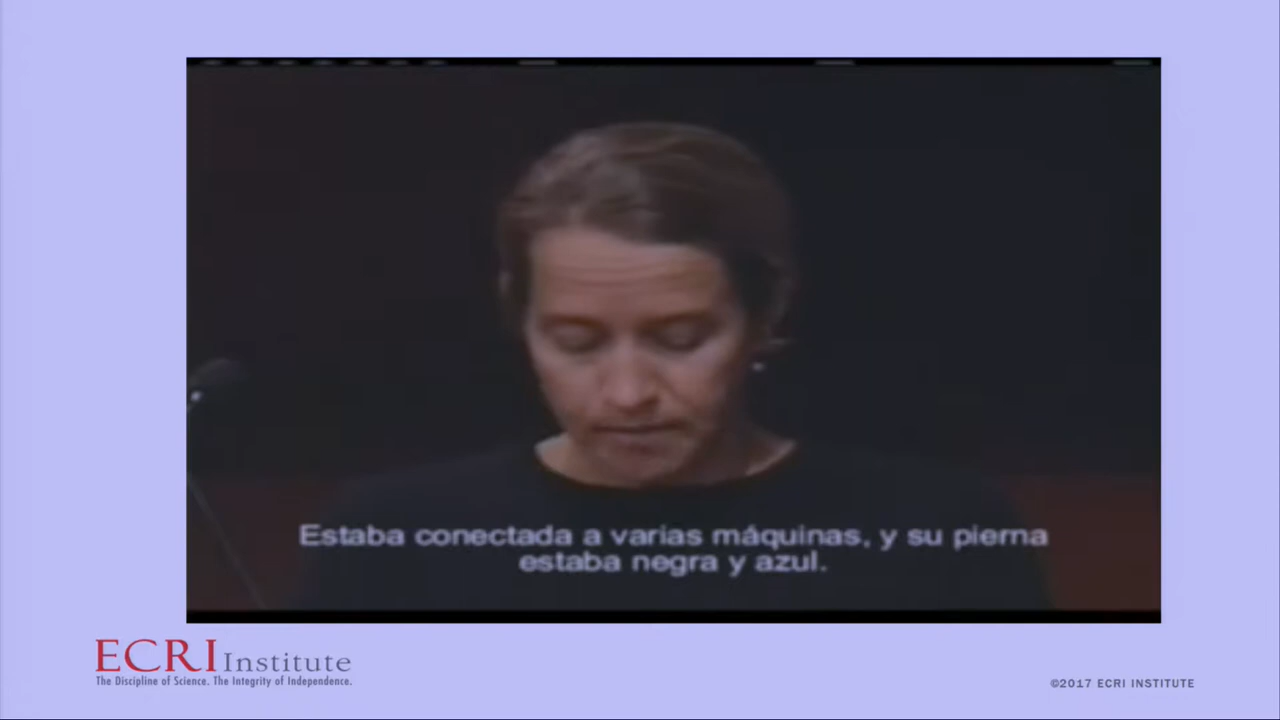 Estaba conectada a varias máquinas, y su pierna
estaba negra y azul.
ECRI Institute
The Discipline of Science. The Integrity of Independence.
©2017 ECRI INSTITUTE